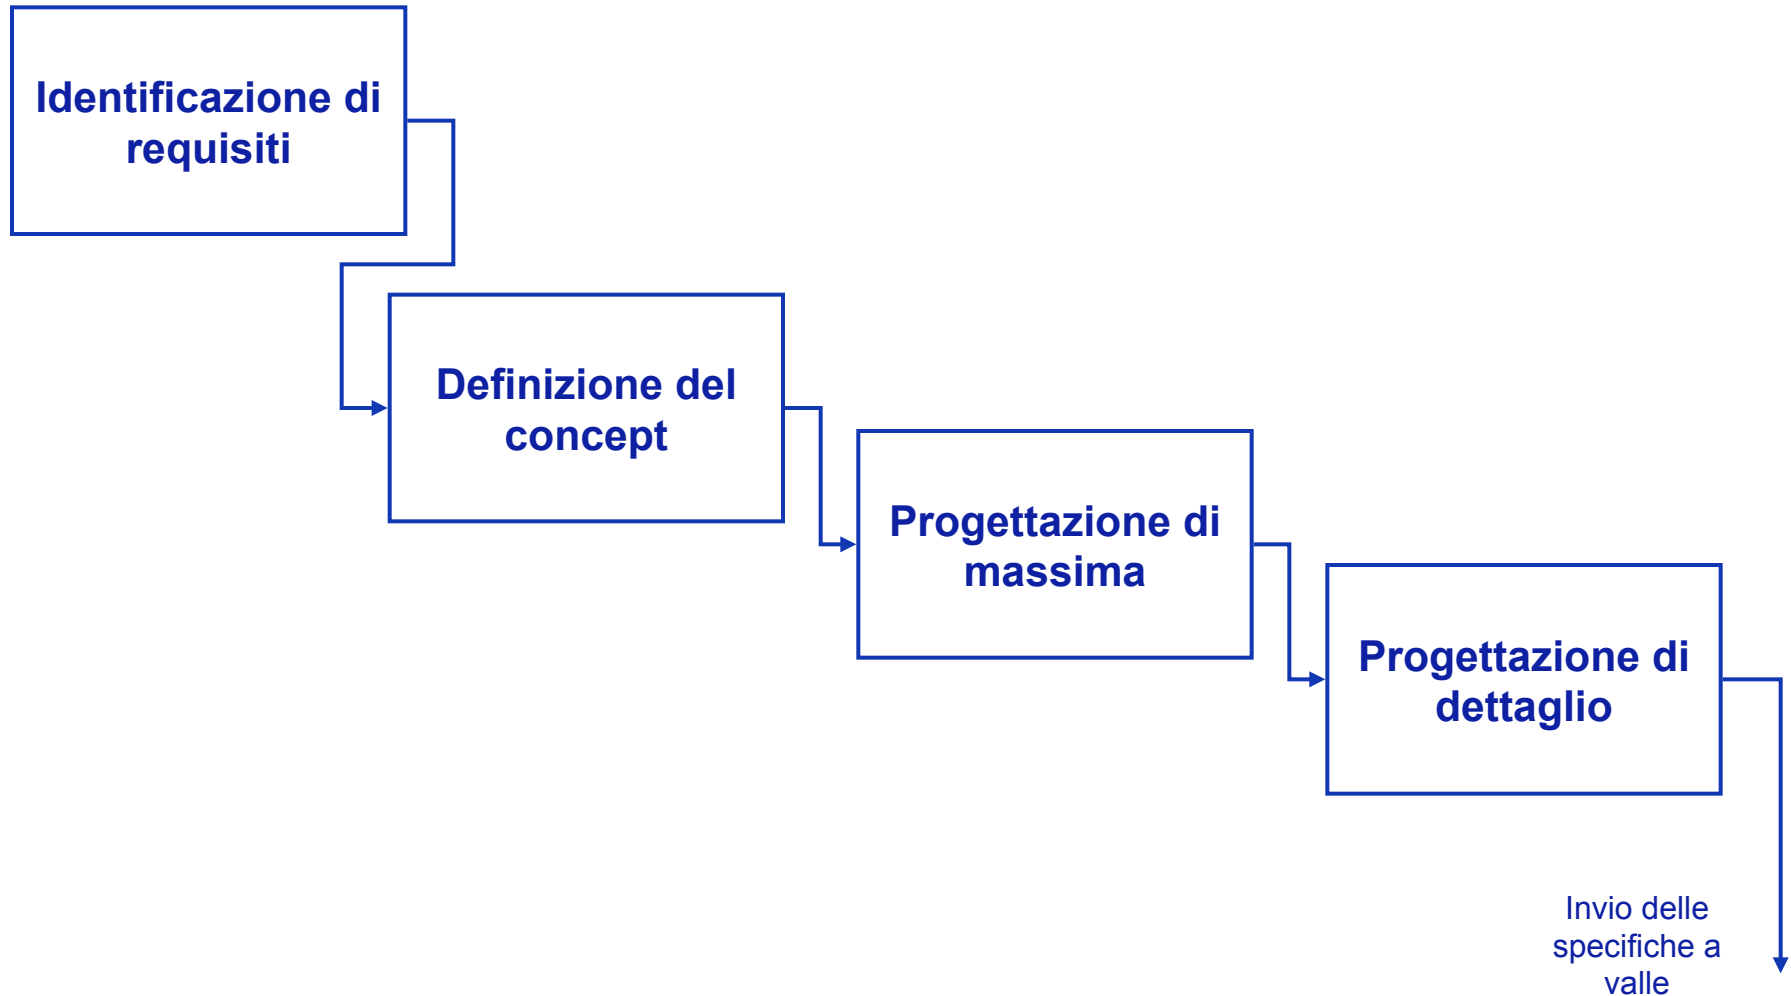 Identificazione di
requisiti
Definizione del
concept
Progettazione di
massima
Progettazione di
dettaglio
Invio delle
specifiche a
valle